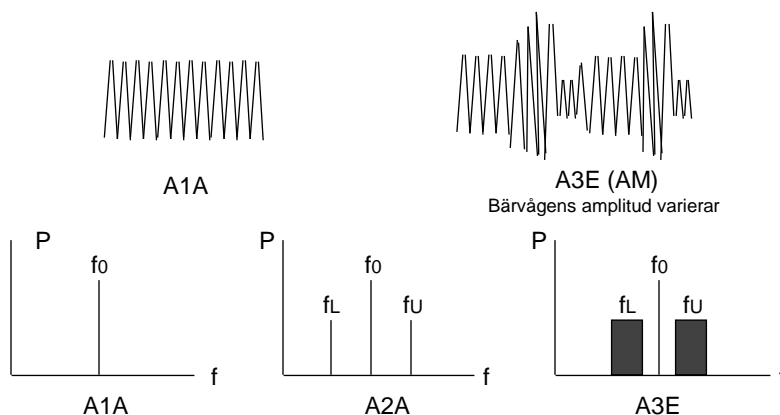 A1A
A3E (AM)
Bärvågens amplitud varierar
P
f0
f
A1A
P
fL
f0
fU
f
A2A
P
fL
f0
fU
A3E